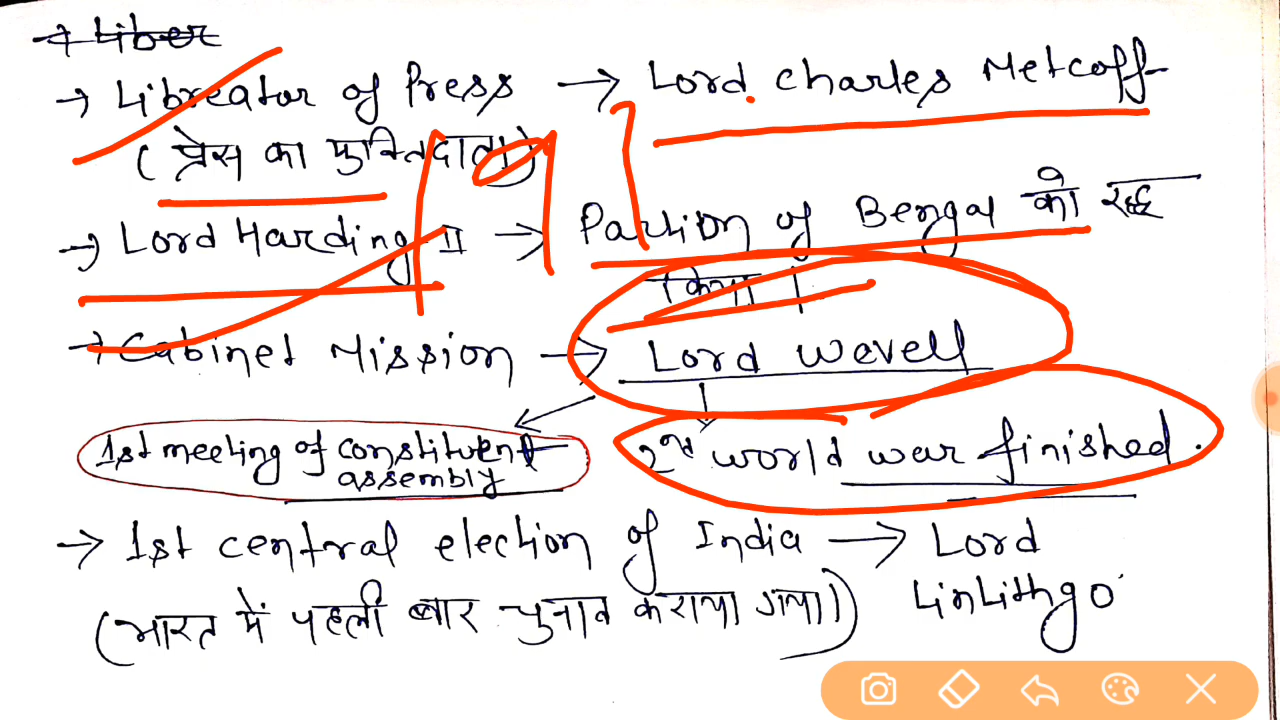 → Liber
→ Libreator of Press → Lord. Charles Metcoff
( प्रेस का मुक्तिदाता)
→ Lord Harding II → Partion of Bengal को रद्द
किया |
→ Cabinet Mission → Lord Wavell
1st meeting of constituent assembly
2nd world war finished.
→ 1st central election of India → Lord
Linlithgo
(भारत में पहली बार चुनाव कराया गया।)